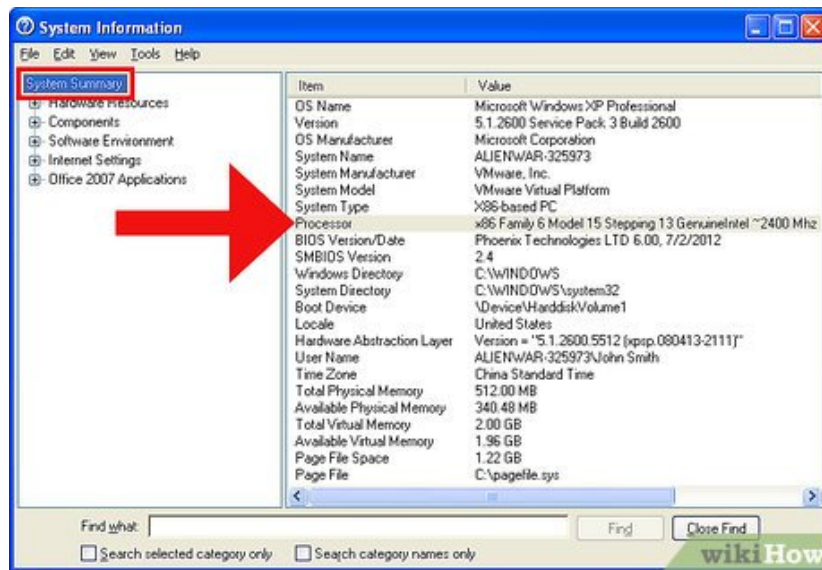 System Information
File Edit View Tools Help
System Summary
Hardware Resources
Components
Software Environment
Internet Settings
Office 2007 Applications
Item Value
OS Name Microsoft Windows XP Professional
Version 5.1.2600 Service Pack 3 Build 2600
OS Manufacturer Microsoft Corporation
System Name ALIENWAR-325973
System Manufacturer VMware, Inc.
System Model VMware Virtual Platform
System Type X86-based PC
Processor x86 Family 6 Model 15 Stepping 13 GenuineIntel ~2400 Mhz
BIOS Version/Date Phoenix Technologies LTD 6.00, 7/2/2012
SMBIOS Version 2.4
Windows Directory C:\WINDOWS
System Directory C:\WINDOWS\system32
Boot Device \Device\HarddiskVolume1
Locale United States
Hardware Abstraction Layer Version = "5.1.2600.5512 (xpsp.080413-2111)"
User Name ALIENWAR-325973\John Smith
Time Zone China Standard Time
Total Physical Memory 512.00 MB
Available Physical Memory 340.48 MB
Total Virtual Memory 2.00 GB
Available Virtual Memory 1.96 GB
Page File Space 1.22 GB
Page File C:\pagefile.sys
Find what: Find Close Find
Search selected category only Search category names only
wikiHow